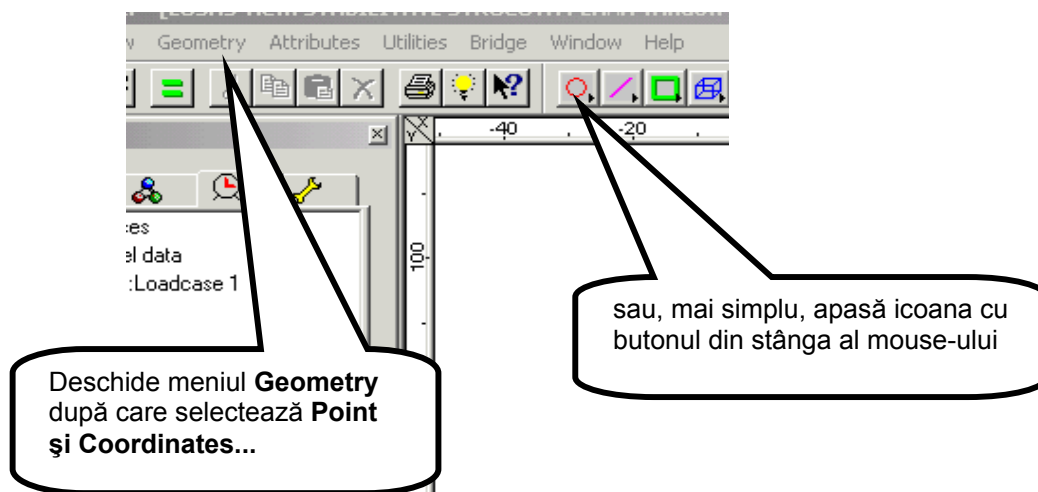 Geometry Attributes Utilities Bridge Window Help
X
Y
-40 -20
100
:Loadcase 1
el data
sau, mai simplu, apasă icoana cu
butonul din stânga al mouse-ului
Deschide meniul Geometry
după care selectează Point
şi Coordinates...